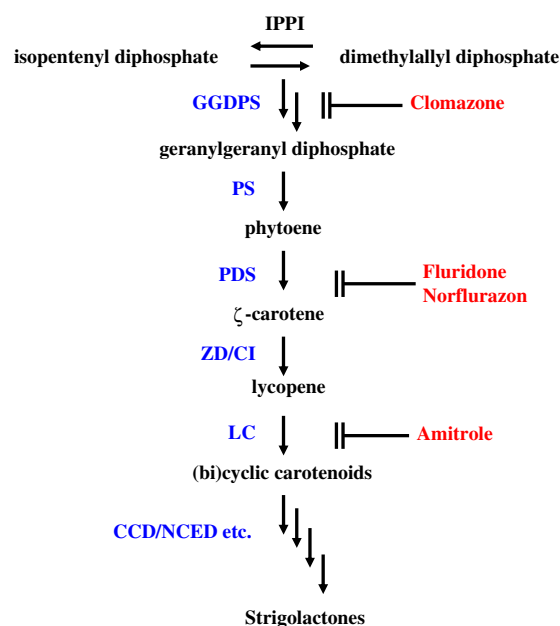 IPPI
isopentenyl diphosphate dimethylallyl diphosphate
GGDPS Clomazone
geranylgeranyl diphosphate
PS
phytoene
PDS Fluridone
Norflurazon
ζ-carotene
ZD/CI
lycopene
LC Amitrole
(bi)cyclic carotenoids
CCD/NCED etc.
Strigolactones